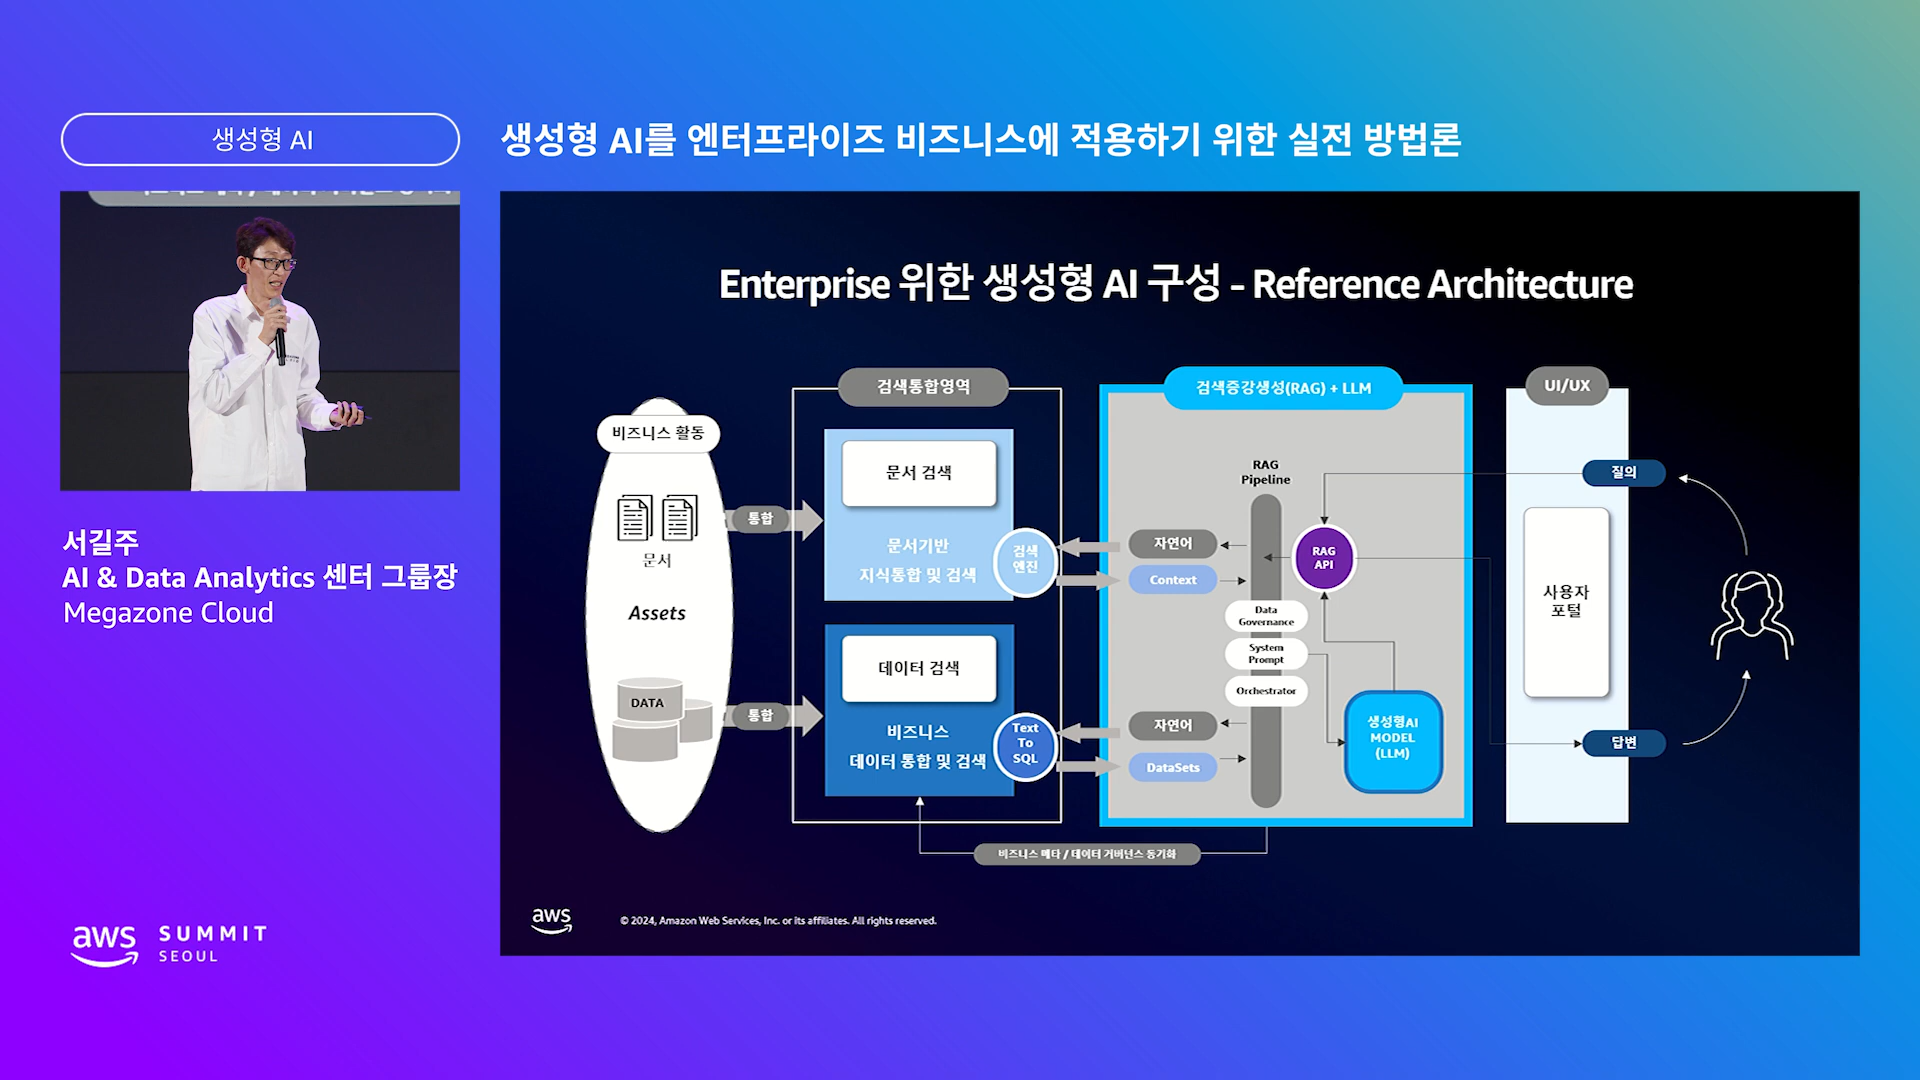 생성형 AI
생성형 AI를 엔터프라이즈 비즈니스에 적용하기 위한 실전 방법론
서길주
AI & Data Analytics 센터 그룹장
Megazone Cloud
aws
SUMMIT
SEOUL
Enterprise 위한 생성형 AI 구성 - Reference Architecture
비즈니스 활동
문서
Assets
DATA
통합
통합
검색통합영역
문서 검색
문서기반
지식통합 및 검색
검색
엔진
데이터 검색
비즈니스
데이터 통합 및 검색
Text
To
SQL
검색증강생성(RAG) + LLM
RAG
Pipeline
자연어
Context
RAG
API
Data
Governance
System
Prompt
Orchestrator
자연어
DataSets
생성형AI
MODEL
(LLM)
UI/UX
질의
사용자
포털
답변
비즈니스 메타 / 데이터 거버넌스 동기화
aws
© 2024, Amazon Web Services, Inc. or its affiliates. All rights reserved.